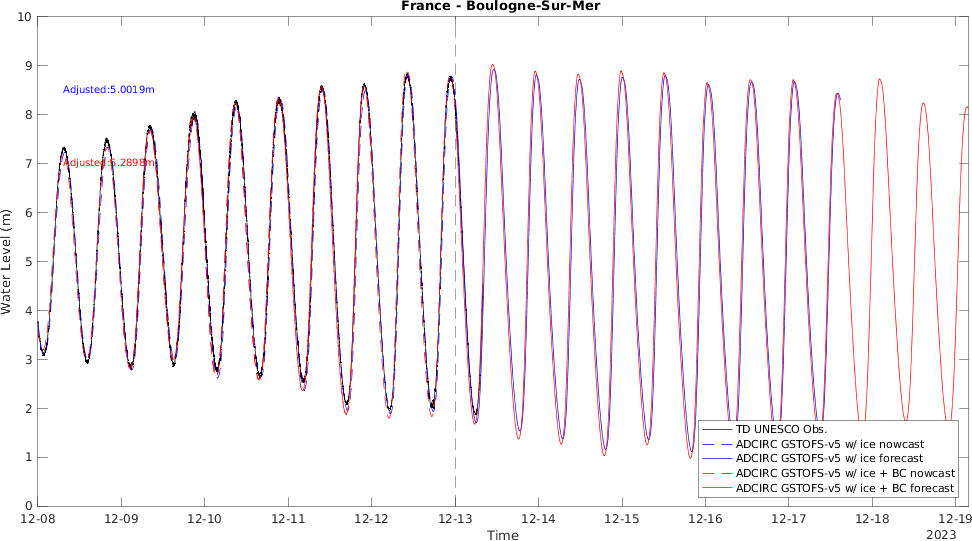 France - Boulogne-Sur-Mer
10
9
8
7
6
5
4
3
2
1
0
Water Level (m)
Adjusted:5.0019m
Adjusted:5.2898m
TD UNESCO Obs.
ADCIRC GSTOFS-v5 w/ ice nowcast
ADCIRC GSTOFS-v5 w/ ice forecast
ADCIRC GSTOFS-v5 w/ ice + BC nowcast
ADCIRC GSTOFS-v5 w/ ice + BC forecast
12-08 12-09 12-10 12-11 12-12 12-13 12-14 12-15 12-16 12-17 12-18 12-19
Time
2023